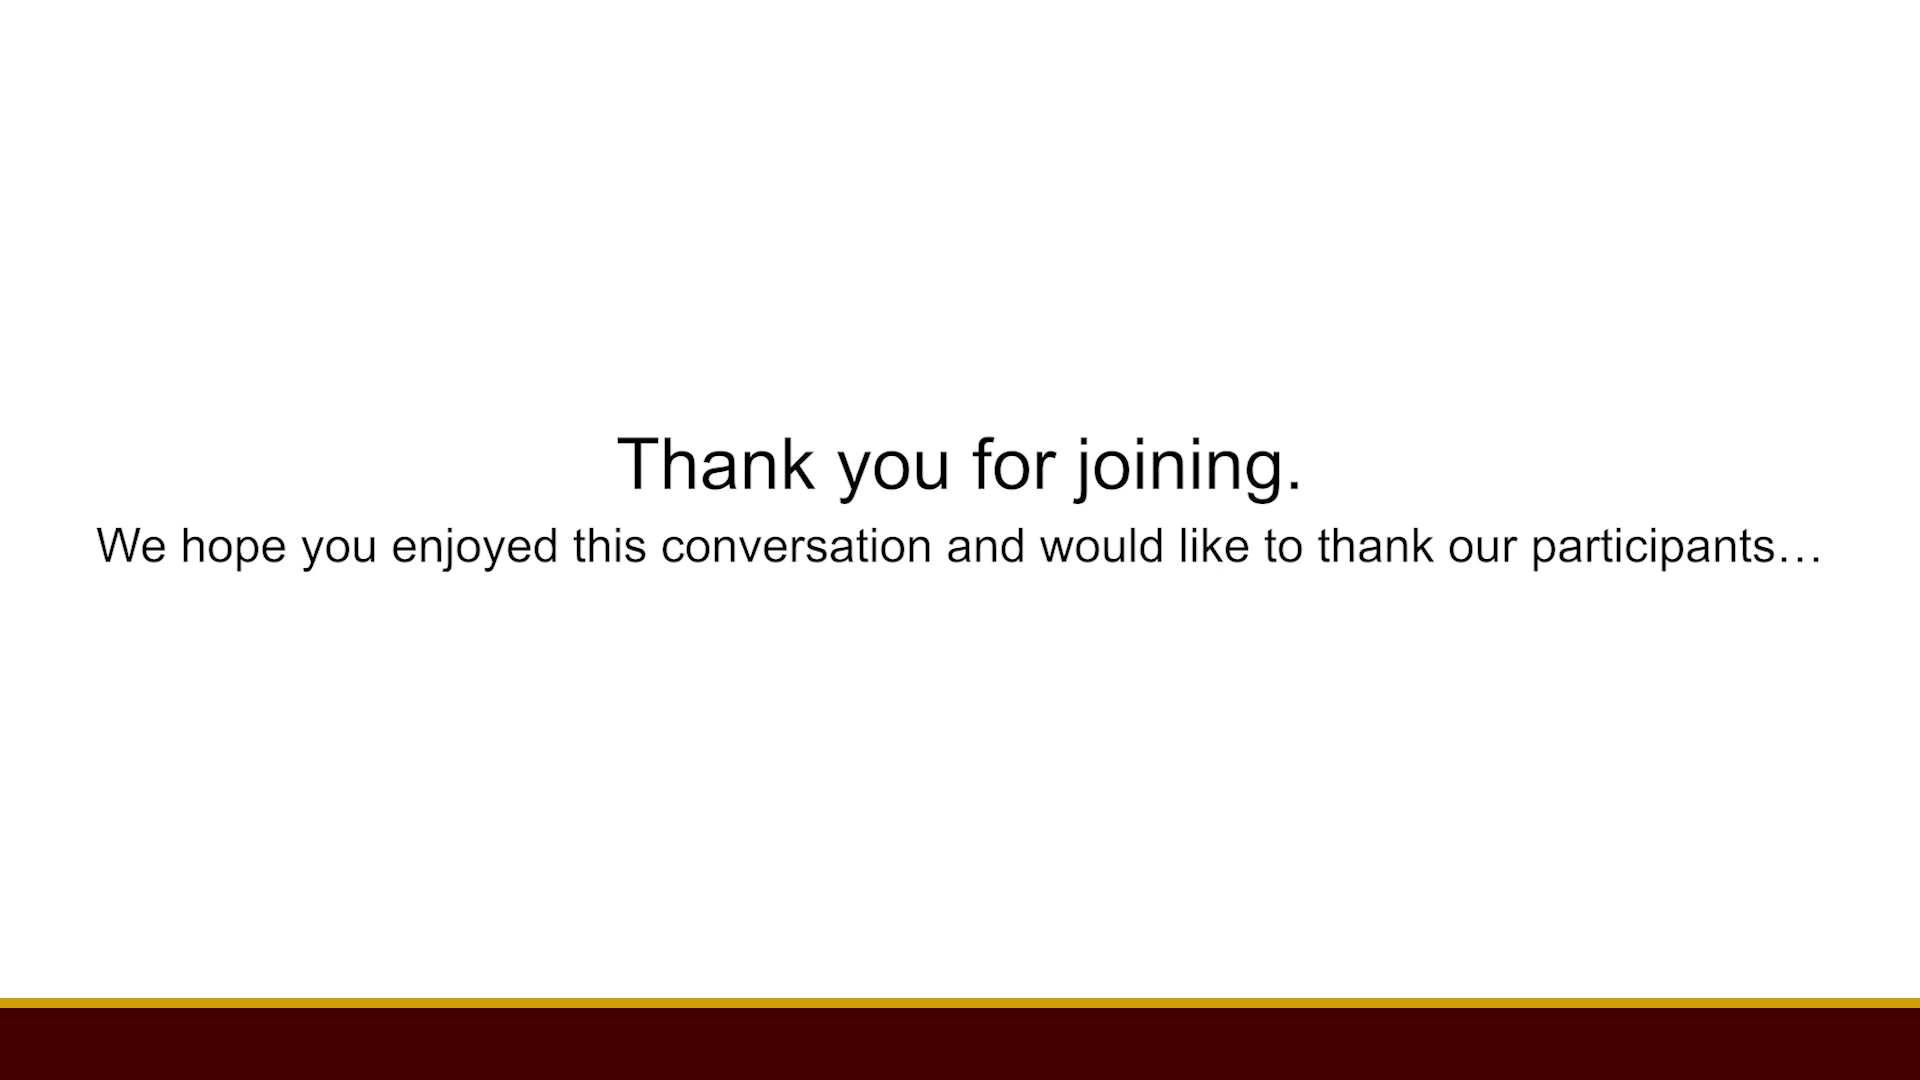 Thank you for joining.
We hope you enjoyed this conversation and would like to thank our participants…